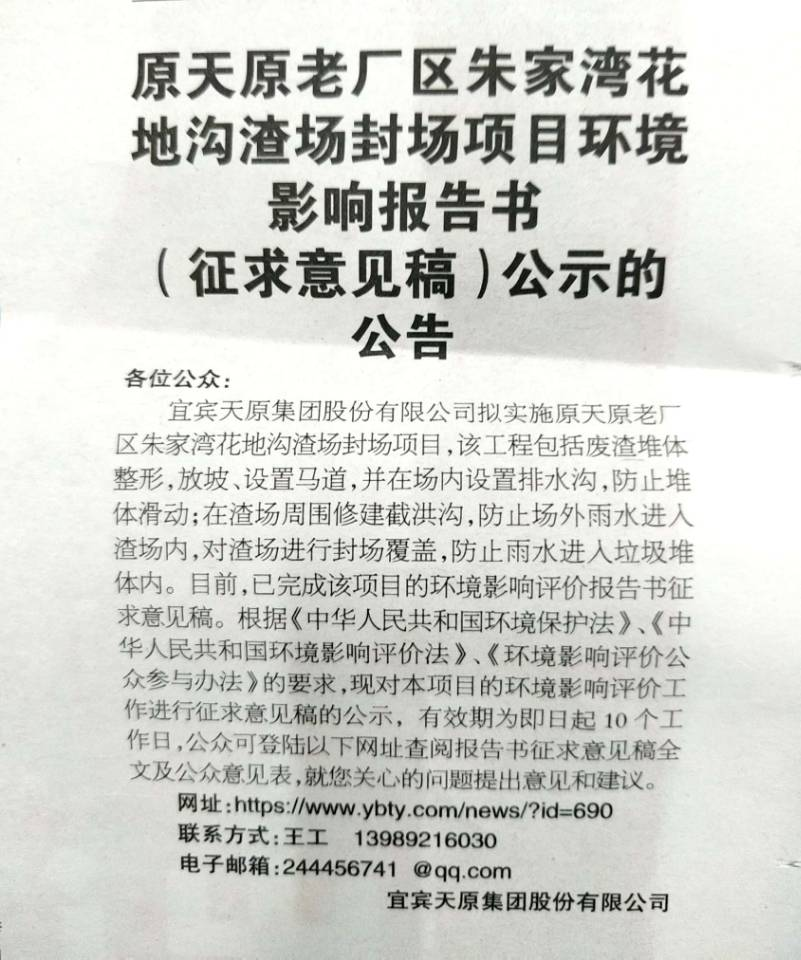 原天原老厂区朱家湾花
地沟渣场封场项目环境
影响报告书
（征求意见稿）公示的
公告
各位公众：
宜宾天原集团股份有限公司拟实施原天原老厂
区朱家湾花地沟渣场封场项目，该工程包括废渣堆体
整形，放坡、设置马道，并在场内设置排水沟，防止堆
体滑动；在渣场周围修建截洪沟，防止场外雨水进入
渣场内，对渣场进行封场覆盖，防止雨水进入垃圾堆
体内。目前，已完成该项目的环境影响评价报告书征
求意见稿。根据《中华人民共和国环境保护法》、《中
华人民共和国环境影响评价法》、《环境影响评价公
众参与办法》的要求，现对本项目的环境影响评价工
作进行征求意见稿的公示，有效期为即日起 10 个工
作日，公众可登陆以下网址查阅报告书征求意见稿全
文及公众意见表，就您关心的问题提出意见和建议。
网址：https://www.ybty.com/news/?id=690
联系方式：王工 13989216030
电子邮箱：244456741 @qq.com
宜宾天原集团股份有限公司